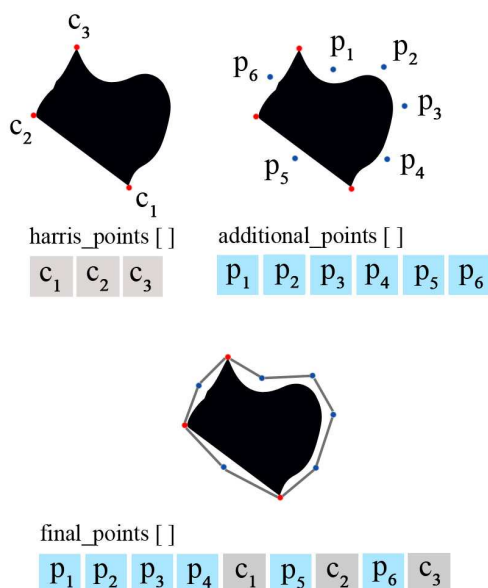 c₃
c₂
c₁
p₁
p₂
p₆
p₃
p₅
p₄
harris_points [ ]
c₁ c₂ c₃
additional_points [ ]
p₁ p₂ p₃ p₄ p₅ p₆
final_points [ ]
p₁ p₂ p₃ p₄ c₁ p₅ c₂ p₆ c₃